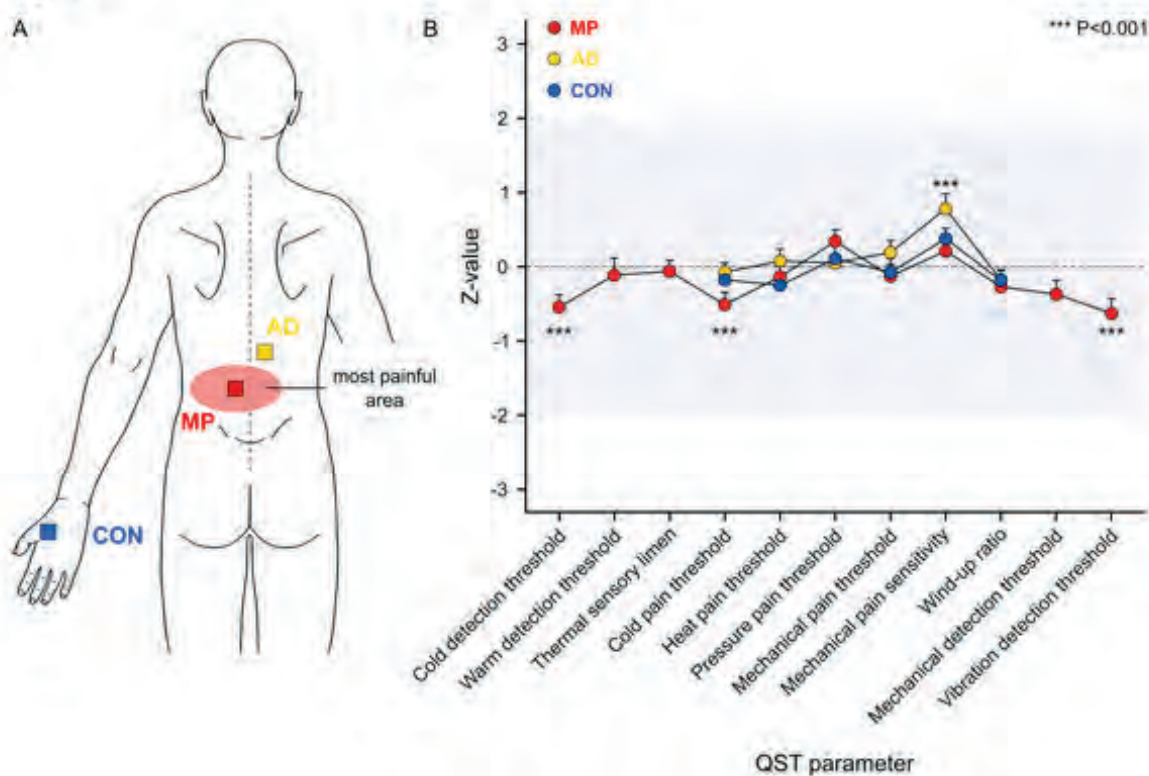 A
AD
most painful
area
MP
CON
B
MP
AD
CON
*** P<0.001
3
2
1
0
-1
-2
-3
Z-value
***
***
***
***
Cold detection threshold
Warm detection threshold
Thermal sensory limen
Cold pain threshold
Heat pain threshold
Pressure pain threshold
Mechanical pain threshold
Mechanical pain sensitivity
Wind-up ratio
Mechanical detection threshold
Vibration detection threshold
QST parameter